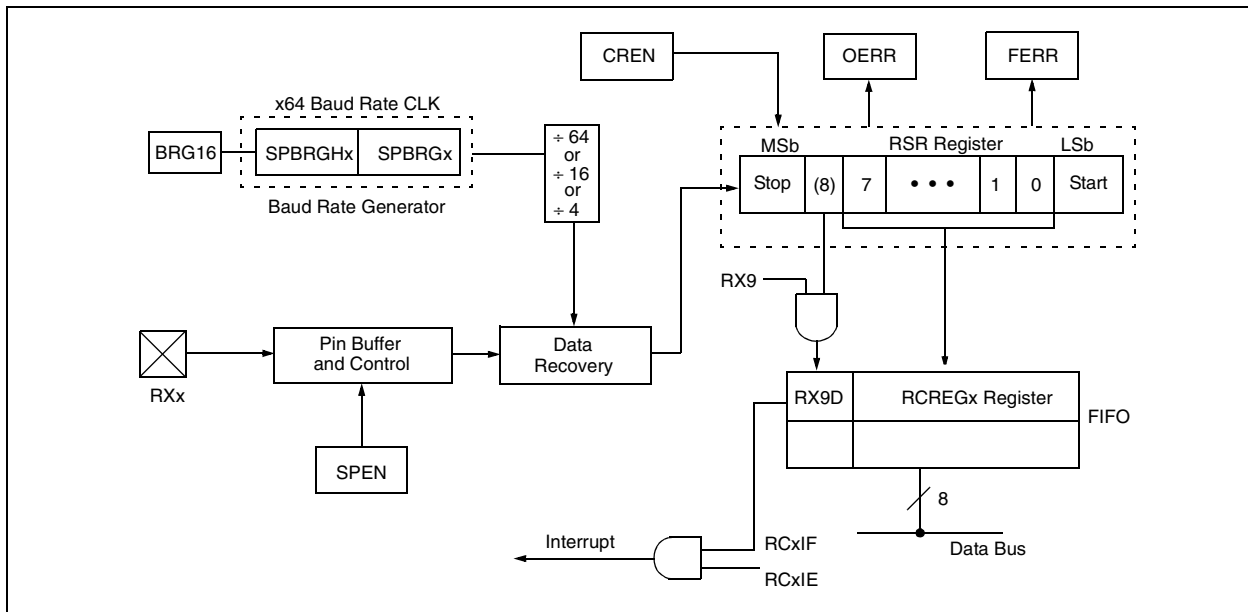 CREN
OERR
FERR
x64 Baud Rate CLK
BRG16
SPBRGHx
SPBRGx
Baud Rate Generator
÷ 64
or
÷ 16
or
÷ 4
MSb
RSR Register
LSb
Stop
(8)
7
• • •
1
0
Start
RX9
RXx
Pin Buffer
and Control
Data
Recovery
SPEN
RX9D
RCREGx Register
FIFO
8
Data Bus
Interrupt
RCxIF
RCxIE